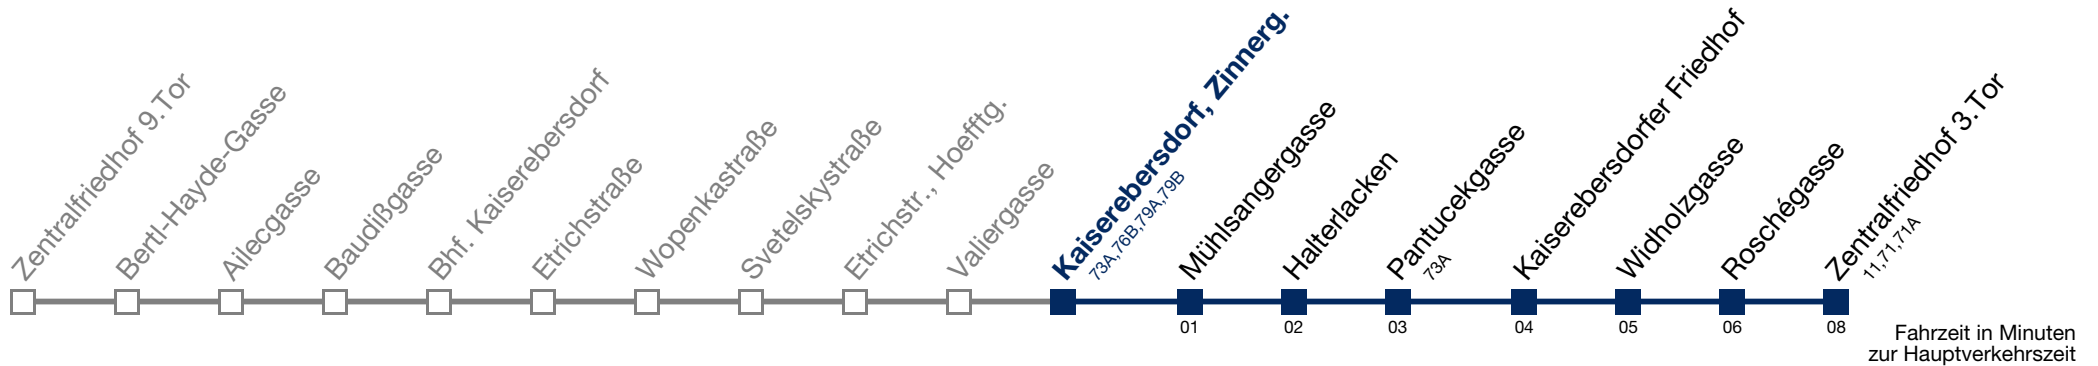 Zentralfriedhof 9.Tor
Bertl-Hayde-Gasse
Ailecgasse
Baudißgasse
Bhf. Kaiserebersdorf
Etrichstraße
Wopenkastraße
Svetelskystraße
Etrichstr., Hoefftg.
Valiergasse
Kaiserebersdorf, Zinnerg.
73A,76B,79A,79B
Mühlsangergasse
Halterlacken
Pantucekgasse
73A
Kaiserebersdorfer Friedhof
Widholzgasse
Roschégasse
Zentralfriedhof 3.Tor
11,71,71A
01
02
03
04
05
06
08
Fahrzeit in Minuten
zur Hauptverkehrszeit